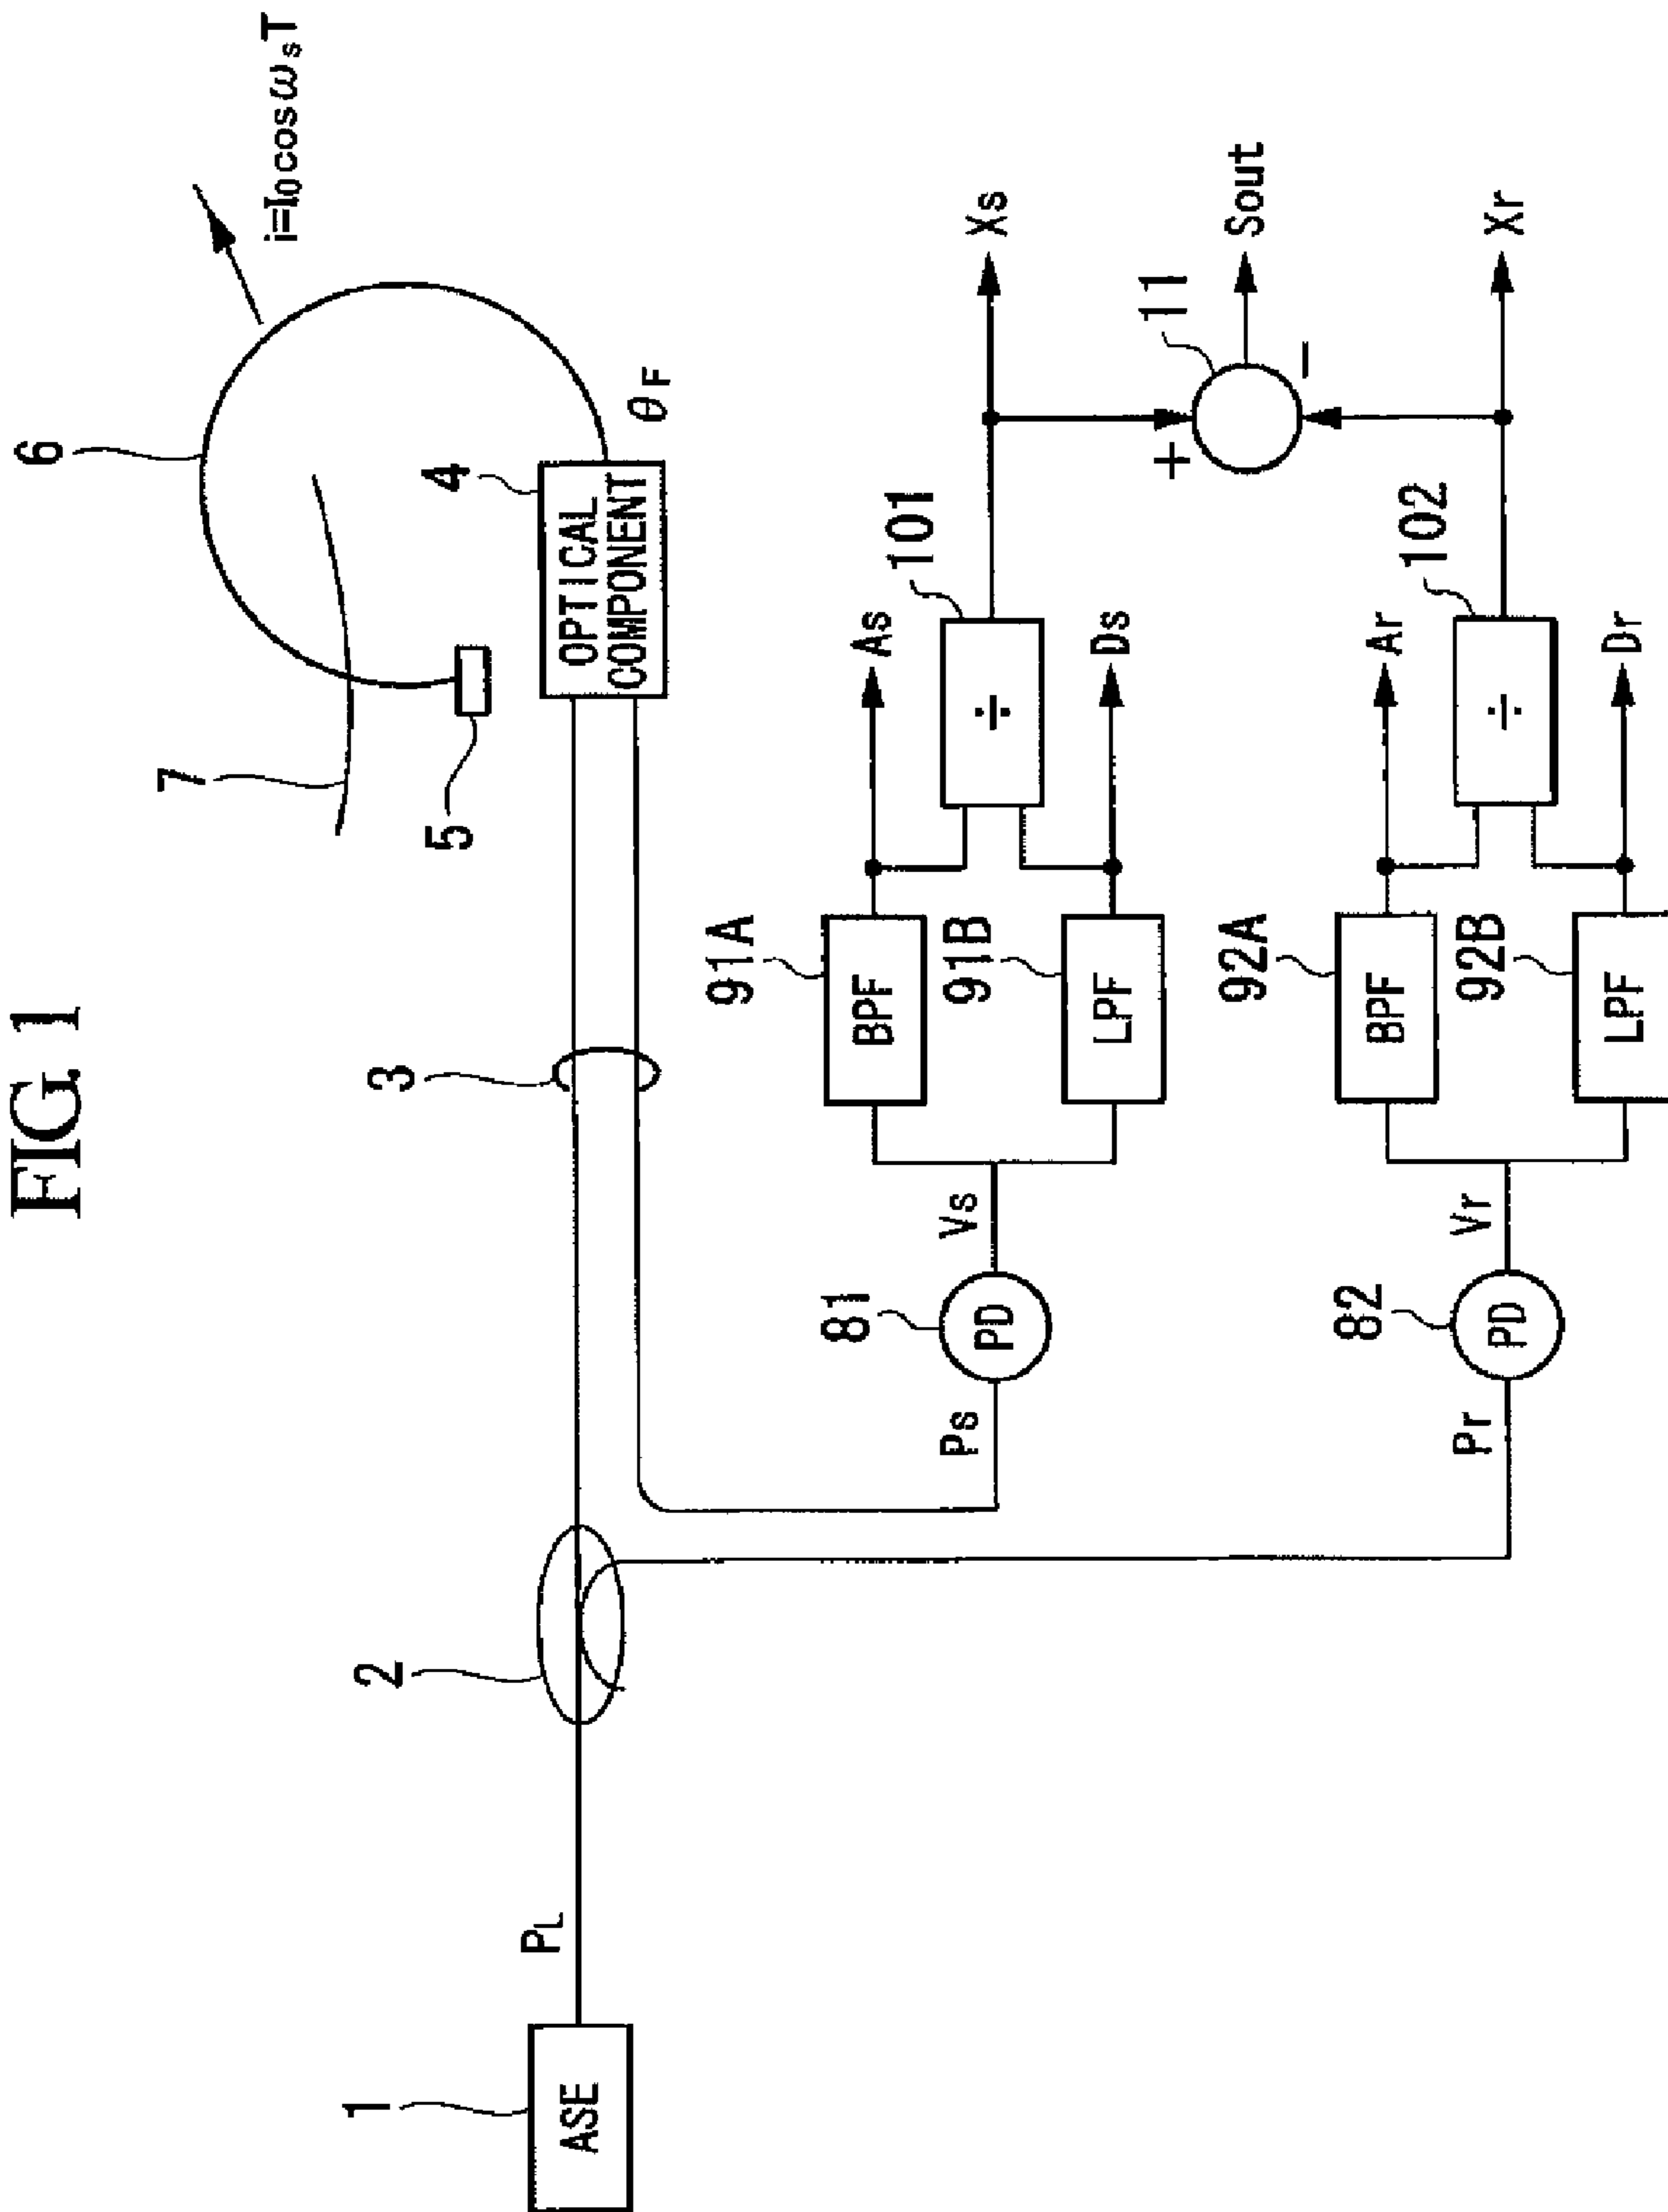 FIG. 1
6
i=I₀cosωₛT
7
5
4
OPTICAL
COMPONENT
θF
3
2
PL
1
ASE
Ps
81
PD
Vs
91A
BPF
91B
LPF
As
Ds
101
÷
Xs
+
11
Sout
−
Pr
82
PD
Vr
92A
BPF
92B
LPF
Ar
Dr
102
÷
Xr